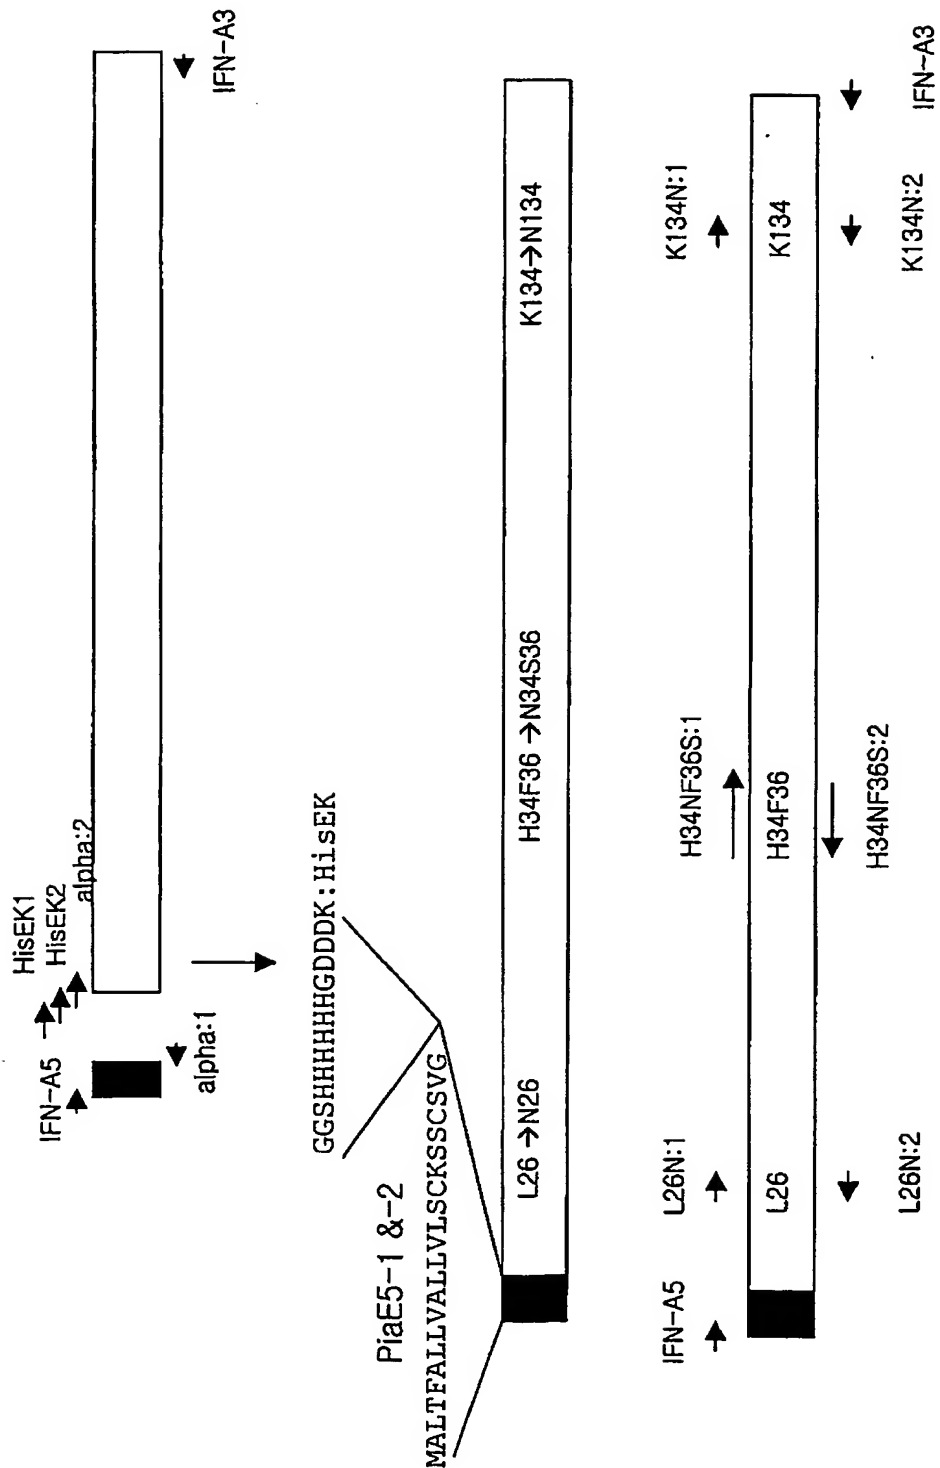 HisEK1
HisEK2
IFN-A5
alpha:2
alpha:1
IFN-A3
GGSHHHHHHGDDDK:HisEK
PiaE5-1 &-2
MALTFALLVALLVLSCKSSCSVG
L26 →N26
H34F36 →N34S36
K134→N134
IFN-A5
L26N:1
H34NF36S:1
K134N:1
L26
H34F36
K134
L26N:2
H34NF36S:2
K134N:2
IFN-A3